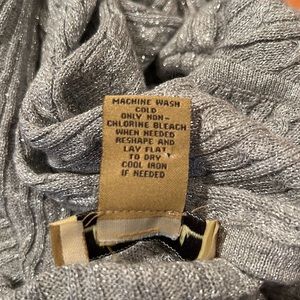 MACHINE WASH
COLD
ONLY NON-
CHLORINE BLEACH
WHEN NEEDED
RESHAPE AND
LAY FLAT
TO DRY
COOL IRON
IF NEEDED